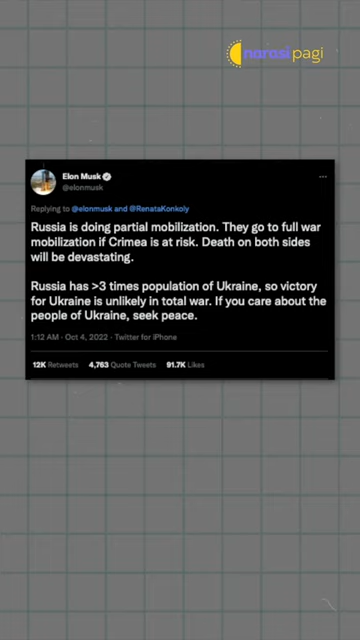 narasi pagi
Elon Musk
@elonmusk
Replying to @elonmusk and @RenataKonkoly
Russia is doing partial mobilization. They go to full war
mobilization if Crimea is at risk. Death on both sides
will be devastating.
Russia has >3 times population of Ukraine, so victory
for Ukraine is unlikely in total war. If you care about the
people of Ukraine, seek peace.
1:12 AM · Oct 4, 2022 · Twitter for iPhone
12K Retweets 4,763 Quote Tweets 91.7K Likes